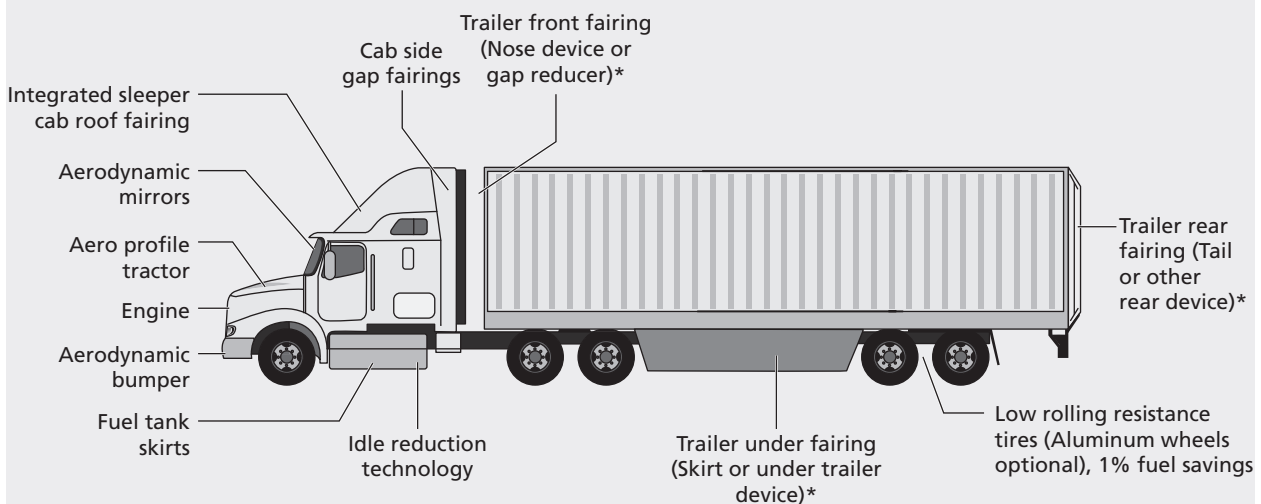 Trailer front fairing
(Nose device or
gap reducer)*
Cab side
gap fairings
Integrated sleeper
cab roof fairing
Aerodynamic
mirrors
Aero profile
tractor
Engine
Aerodynamic
bumper
Fuel tank
skirts
Idle reduction
technology
Trailer under fairing
(Skirt or under trailer
device)*
Low rolling resistance
tires (Aluminum wheels
optional), 1% fuel savings
Trailer rear
fairing (Tail
or other
rear device)*